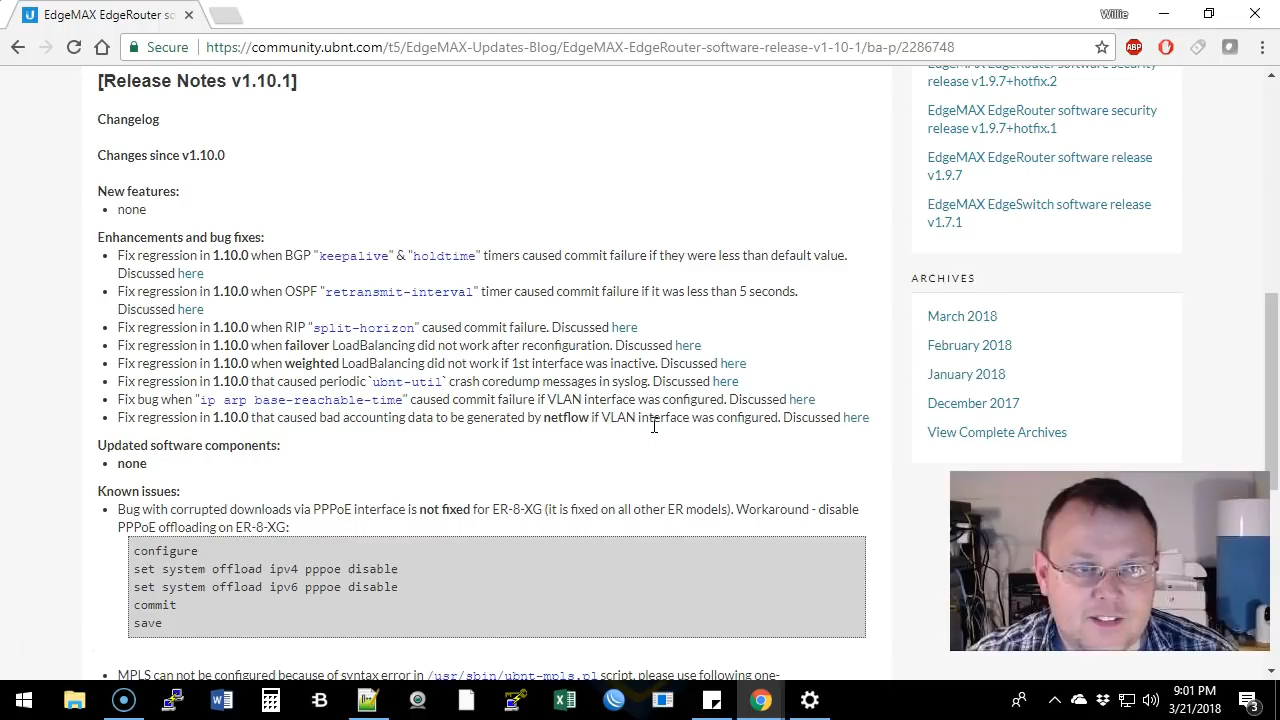 EdgeMAX EdgeRouter so
Willie
Secure
https://community.ubnt.com/t5/EdgeMAX-Updates-Blog/EdgeMAX-EdgeRouter-software-release-v1-10-1/ba-p/2286748
ABP
[Release Notes v1.10.1]
Changelog
Changes since v1.10.0
New features:
• none
Enhancements and bug fixes:
• Fix regression in 1.10.0 when BGP "keepalive" & "holdtime" timers caused commit failure if they were less than default value.
Discussed here
• Fix regression in 1.10.0 when OSPF "retransmit-interval" timer caused commit failure if it was less than 5 seconds.
Discussed here
• Fix regression in 1.10.0 when RIP "split-horizon" caused commit failure. Discussed here
• Fix regression in 1.10.0 when failover LoadBalancing did not work after reconfiguration. Discussed here
• Fix regression in 1.10.0 when weighted LoadBalancing did not work if 1st interface was inactive. Discussed here
• Fix regression in 1.10.0 that caused periodic `ubnt-util` crash coredump messages in syslog. Discussed here
• Fix bug when "ip arp base-reachable-time" caused commit failure if VLAN interface was configured. Discussed here
• Fix regression in 1.10.0 that caused bad accounting data to be generated by netflow if VLAN interface was configured. Discussed here
Updated software components:
• none
Known issues:
• Bug with corrupted downloads via PPPoE interface is not fixed for ER-8-XG (it is fixed on all other ER models). Workaround - disable
PPPoE offloading on ER-8-XG:
configure
set system offload ipv4 pppoe disable
set system offload ipv6 pppoe disable
commit
save
• MPLS can not be configured because of syntax error in /usr/sbin/ubnt-mpls.pl script, please use following one-
EdgeMAX EdgeRouter software security
release v1.9.7+hotfix.2
EdgeMAX EdgeRouter software security
release v1.9.7+hotfix.1
EdgeMAX EdgeRouter software release
v1.9.7
EdgeMAX EdgeSwitch software release
v1.7.1
ARCHIVES
March 2018
February 2018
January 2018
December 2017
View Complete Archives
9:01 PM
3/21/2018
3